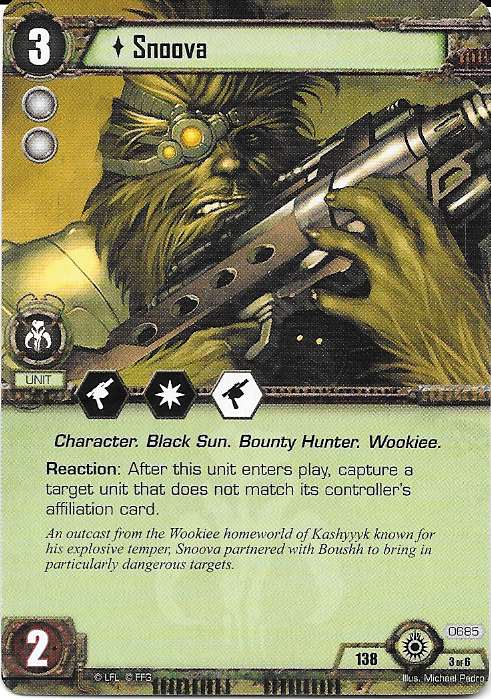 3
Snoova
UNIT
Character. Black Sun. Bounty Hunter. Wookiee.
Reaction: After this unit enters play, capture a
target unit that does not match its controller's
affiliation card.
An outcast from the Wookiee homeworld of Kashyyyk known for
his explosive temper, Snoova partnered with Boushh to bring in
particularly dangerous targets.
0685
2
138
3 OF 6
© LFL © FFG
Illus. Michael Pedro